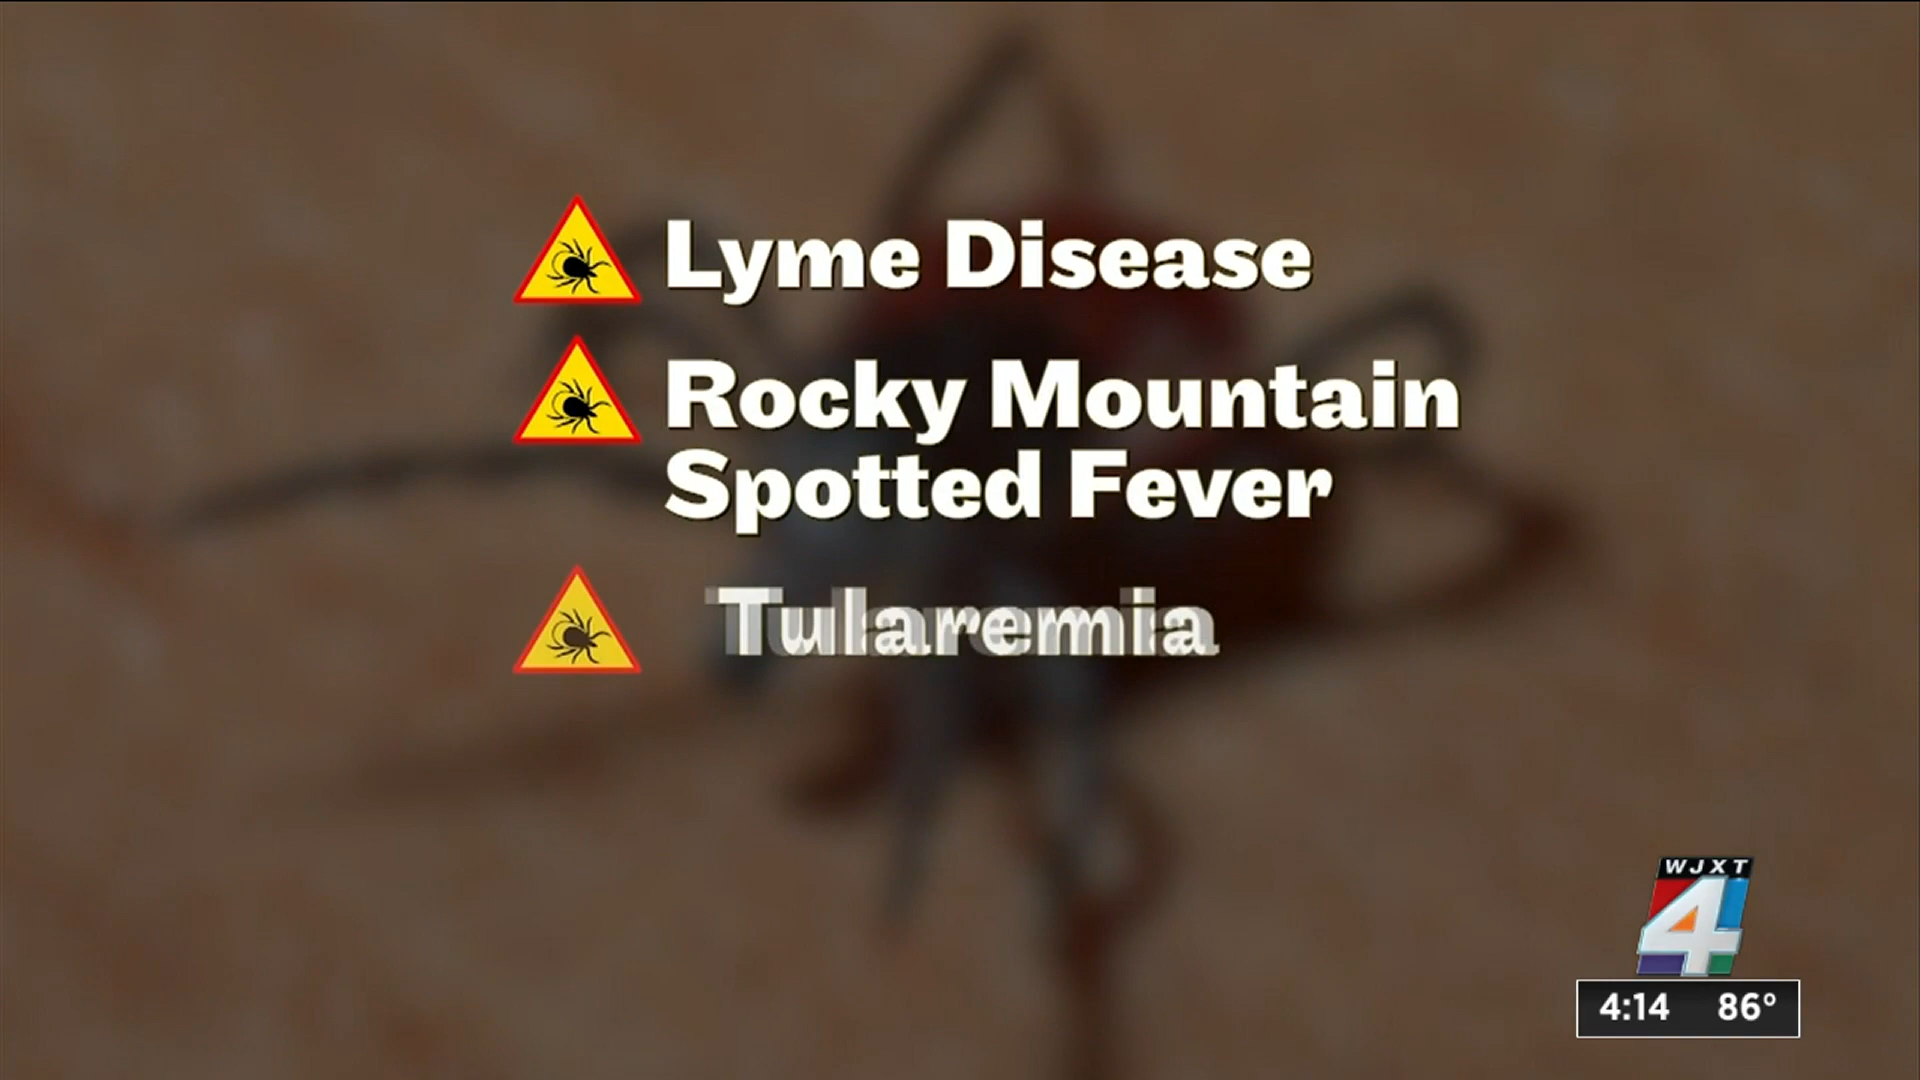 Lyme Disease
Rocky Mountain
Spotted Fever
Tularemia
WJXT
4
4:14 86°